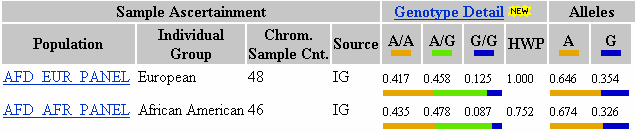 Sample Ascertainment Genotype Detail NEW Alleles
Population Individual Group Chrom. Sample Cnt. Source A/A A/G G/G HWP A G
AFD_EUR_PANEL European 48 IG 0.417 0.458 0.125 1.000 0.646 0.354
AFD_AFR_PANEL African American 46 IG 0.435 0.478 0.087 0.752 0.674 0.326